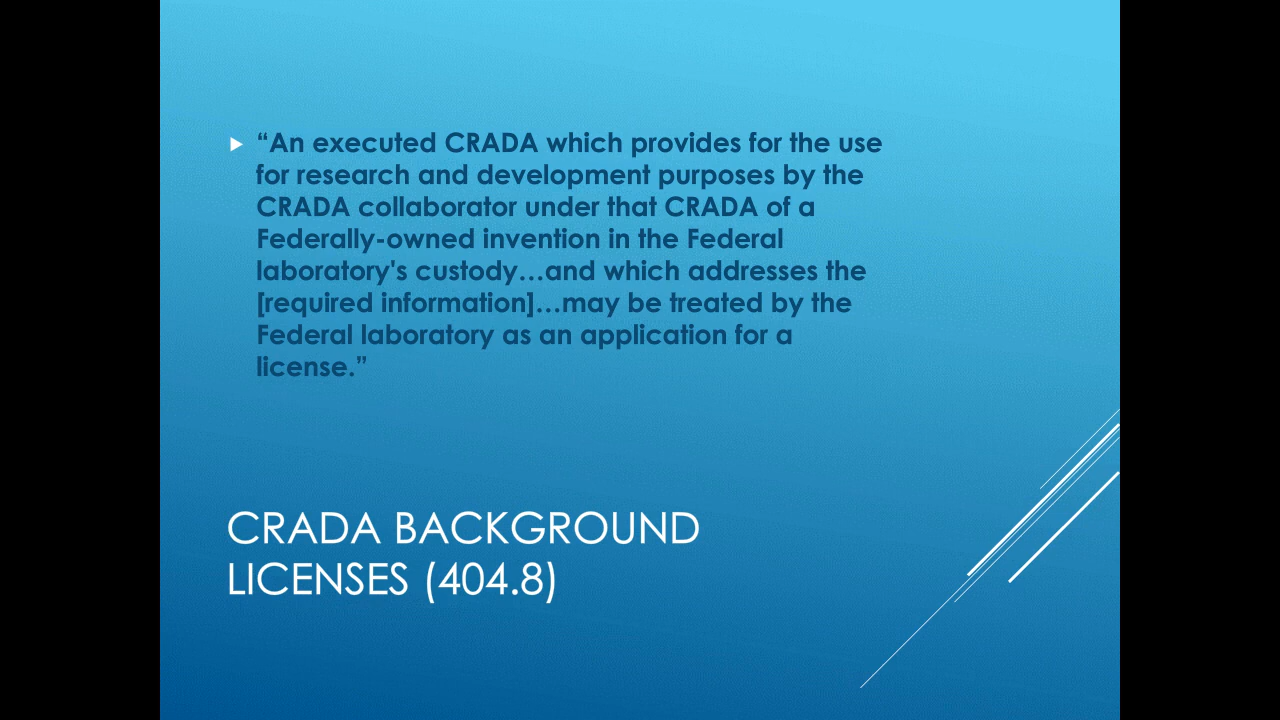 “An executed CRADA which provides for the use
for research and development purposes by the
CRADA collaborator under that CRADA of a
Federally-owned invention in the Federal
laboratory's custody…and which addresses the
[required information]…may be treated by the
Federal laboratory as an application for a
license.”
CRADA BACKGROUND
LICENSES (404.8)